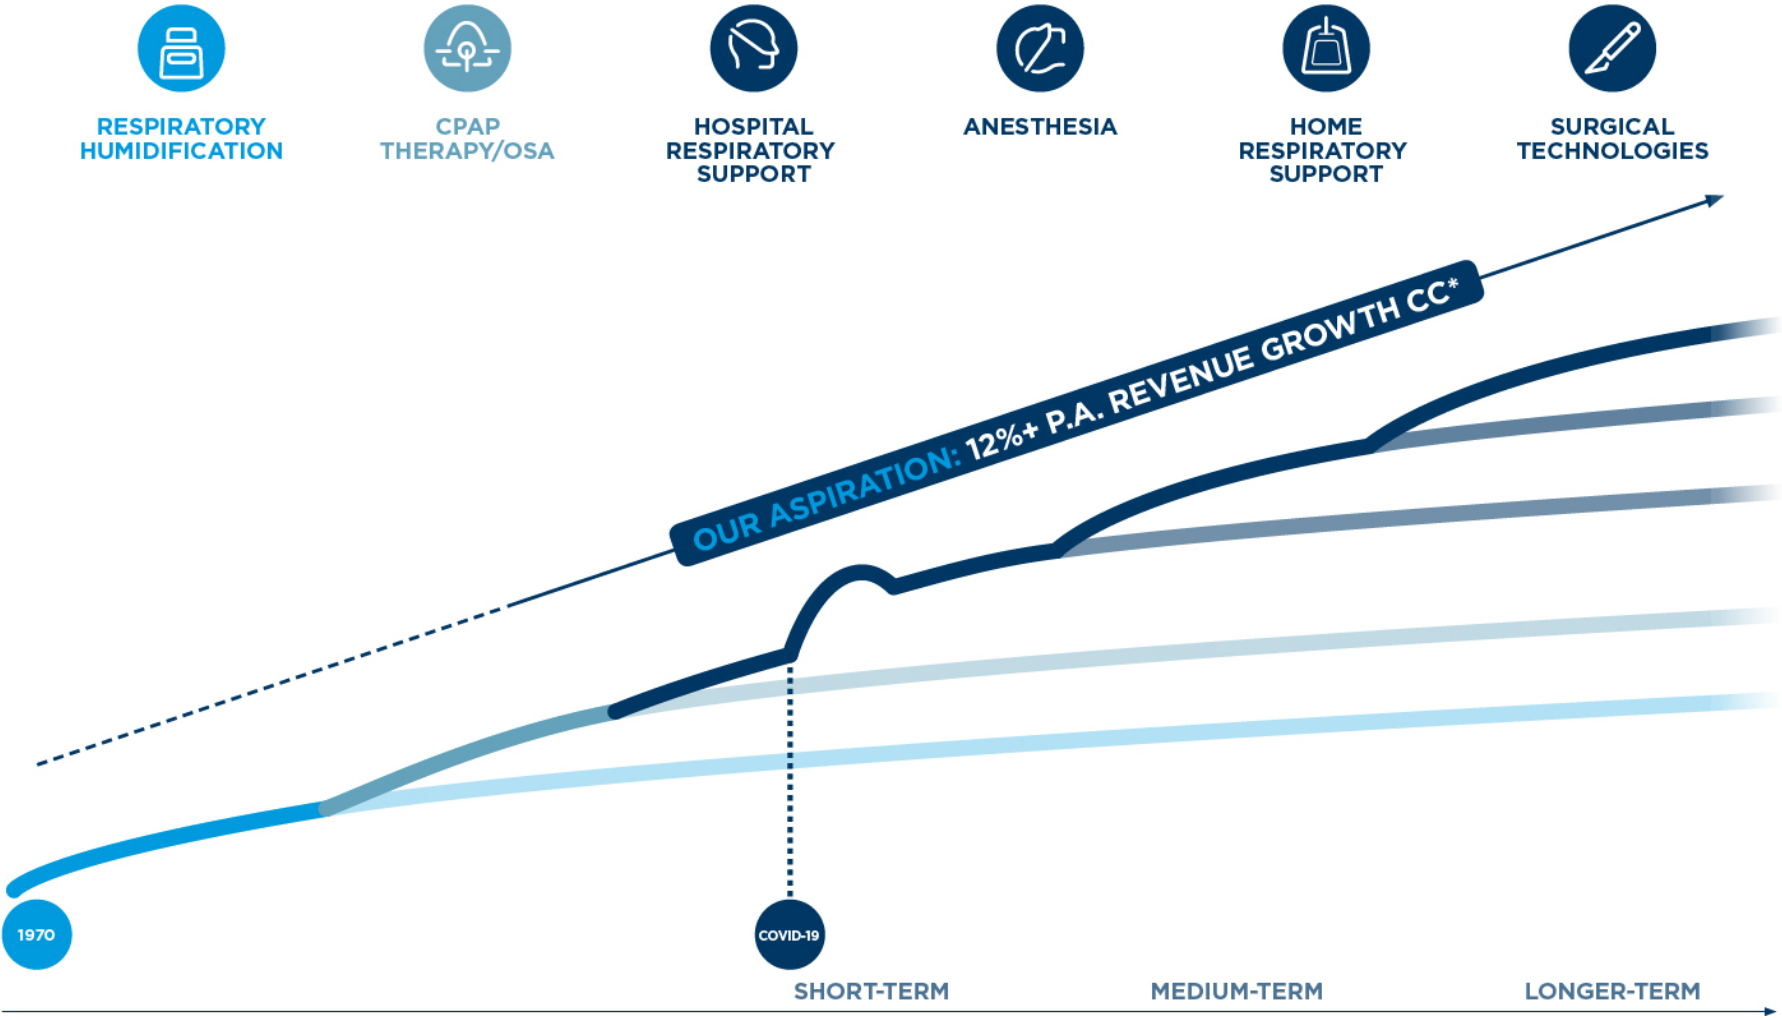 RESPIRATORY
HUMIDIFICATION
CPAP
THERAPY/OSA
HOSPITAL
RESPIRATORY
SUPPORT
ANESTHESIA
HOME
RESPIRATORY
SUPPORT
SURGICAL
TECHNOLOGIES
OUR ASPIRATION: 12%+ P.A. REVENUE GROWTH CC*
1970
COVID-19
SHORT-TERM
MEDIUM-TERM
LONGER-TERM